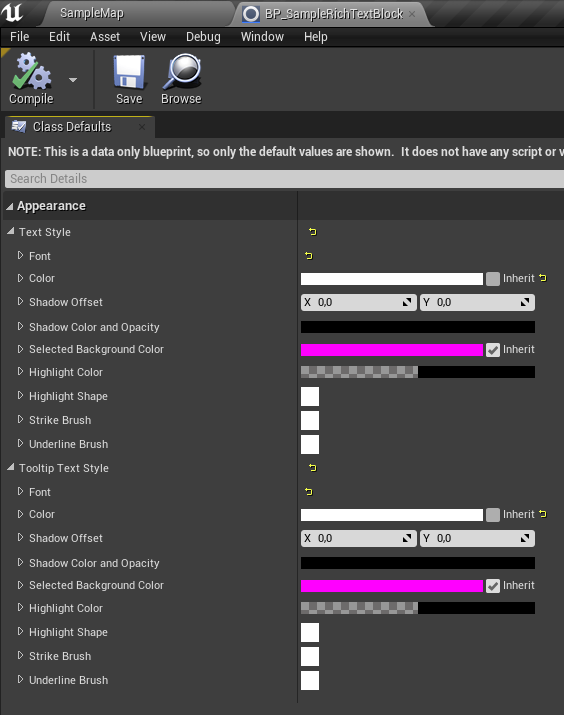 SampleMap
BP_SampleRichTextBlock
File Edit Asset View Debug Window Help
Compile Save Browse
Class Defaults
NOTE: This is a data only blueprint, so only the default values are shown. It does not have any script or
Search Details
Appearance
Text Style
Font
Color Inherit
Shadow Offset X 0,0 Y 0,0
Shadow Color and Opacity
Selected Background Color Inherit
Highlight Color
Highlight Shape
Strike Brush
Underline Brush
Tooltip Text Style
Font
Color Inherit
Shadow Offset X 0,0 Y 0,0
Shadow Color and Opacity
Selected Background Color Inherit
Highlight Color
Highlight Shape
Strike Brush
Underline Brush